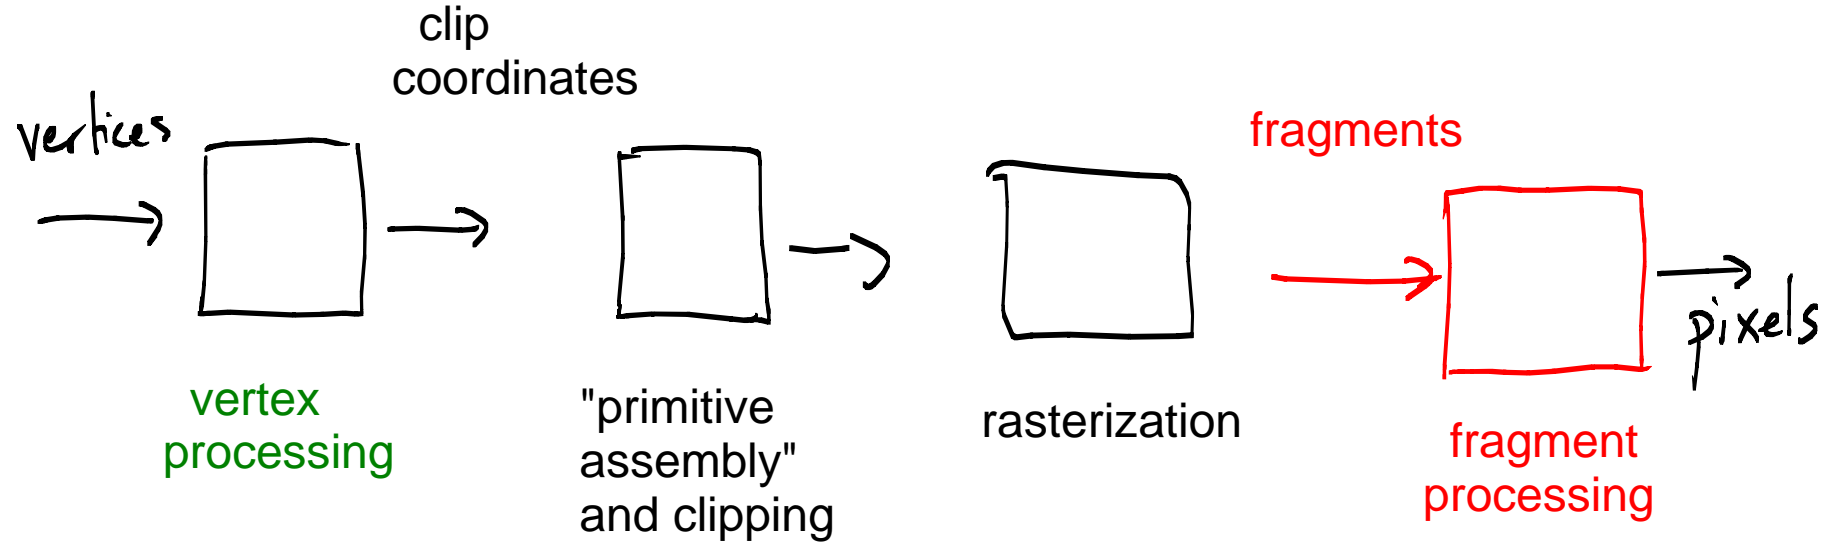 clip
coordinates
vertices
fragments
vertex
processing
"primitive
assembly"
and clipping
rasterization
pixels
fragment
processing